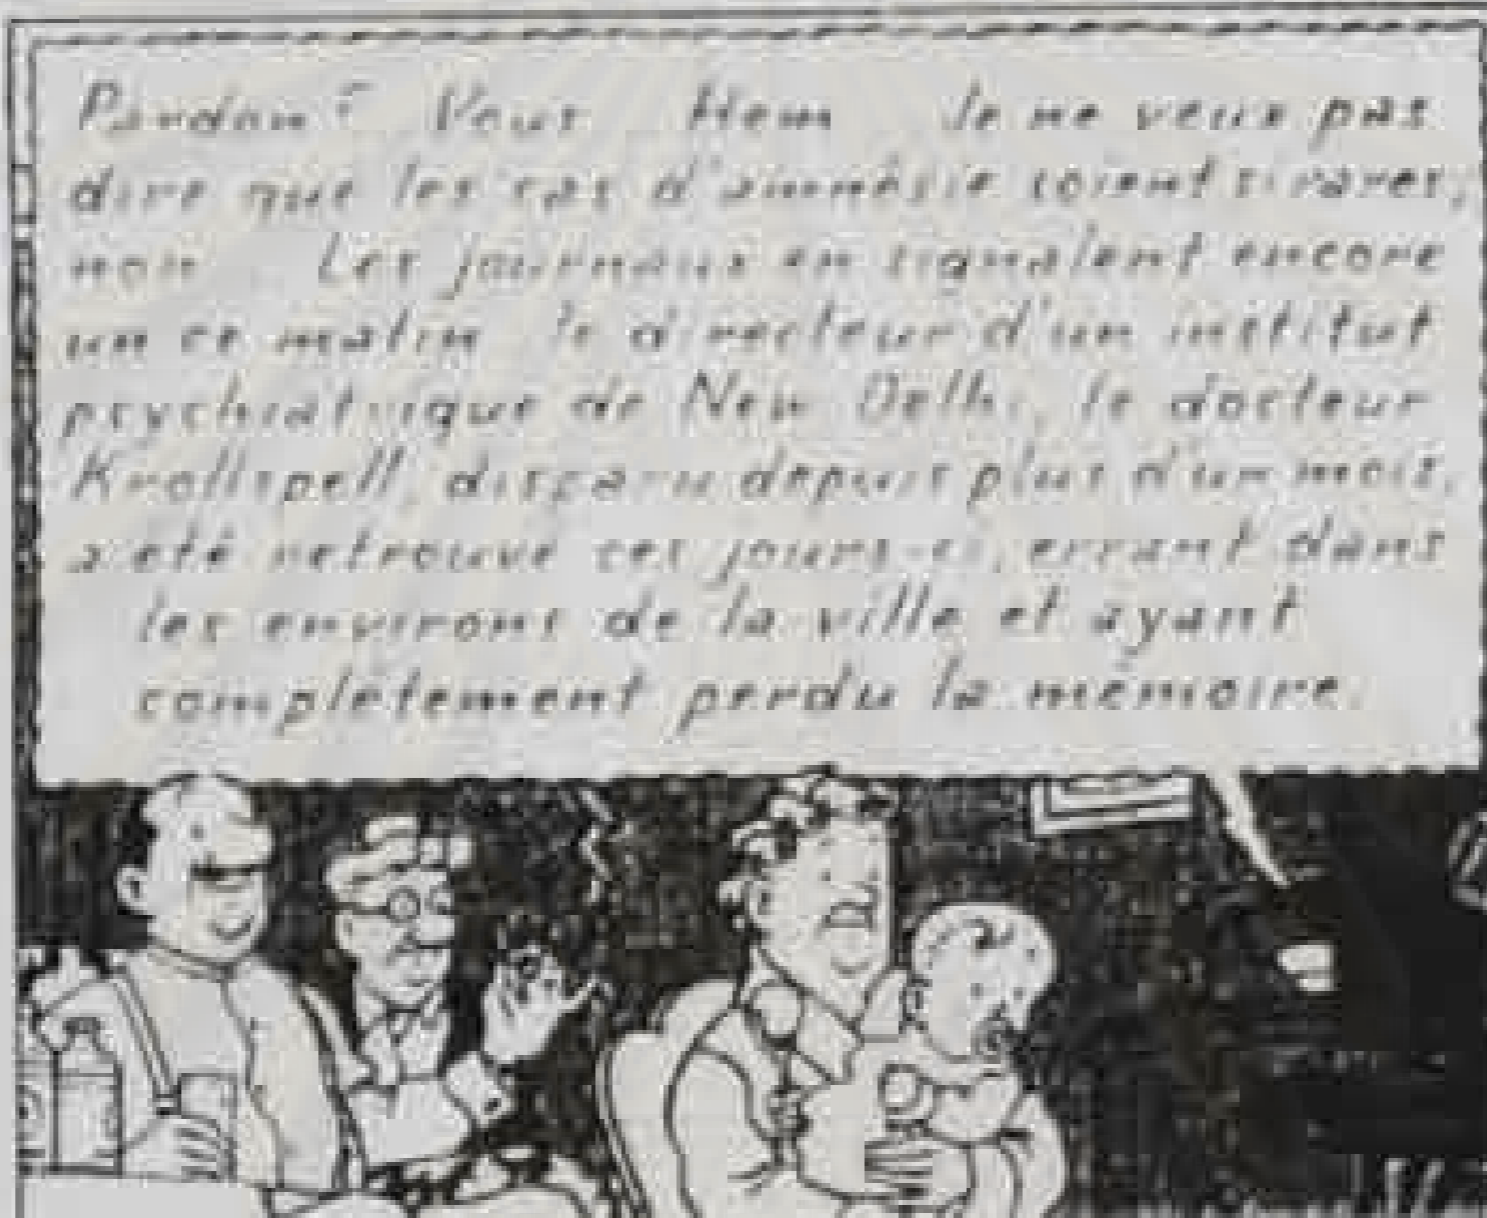 Pardon? Vous Hem Je ne veux pas
dire que les cas d'amnésie soient si rares,
non. Les journaux en signalent encore
un ce matin le directeur d'un institut
psychiatrique de New Delhi, le docteur
Krollspell, disparu depuis plus d'un mois,
a été retrouvé ces jours-ci, errant dans
les environs de la ville et ayant
complètement perdu la mémoire.